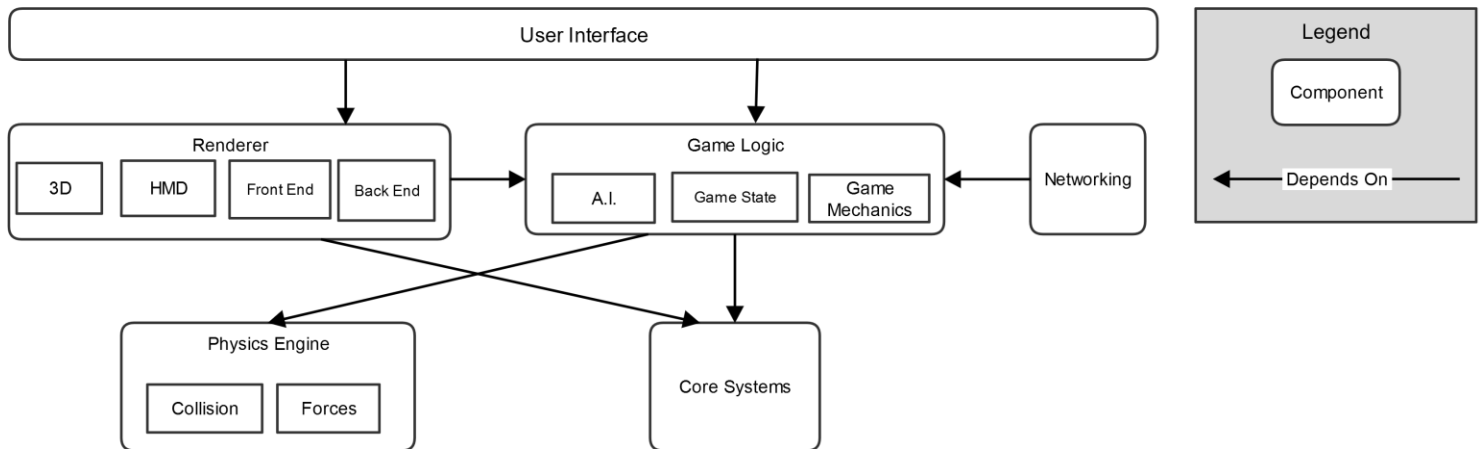 User Interface
Legend
Component
Depends On
Renderer
3D
HMD
Front End
Back End
Game Logic
A.I.
Game State
Game
Mechanics
Networking
Physics Engine
Collision
Forces
Core Systems